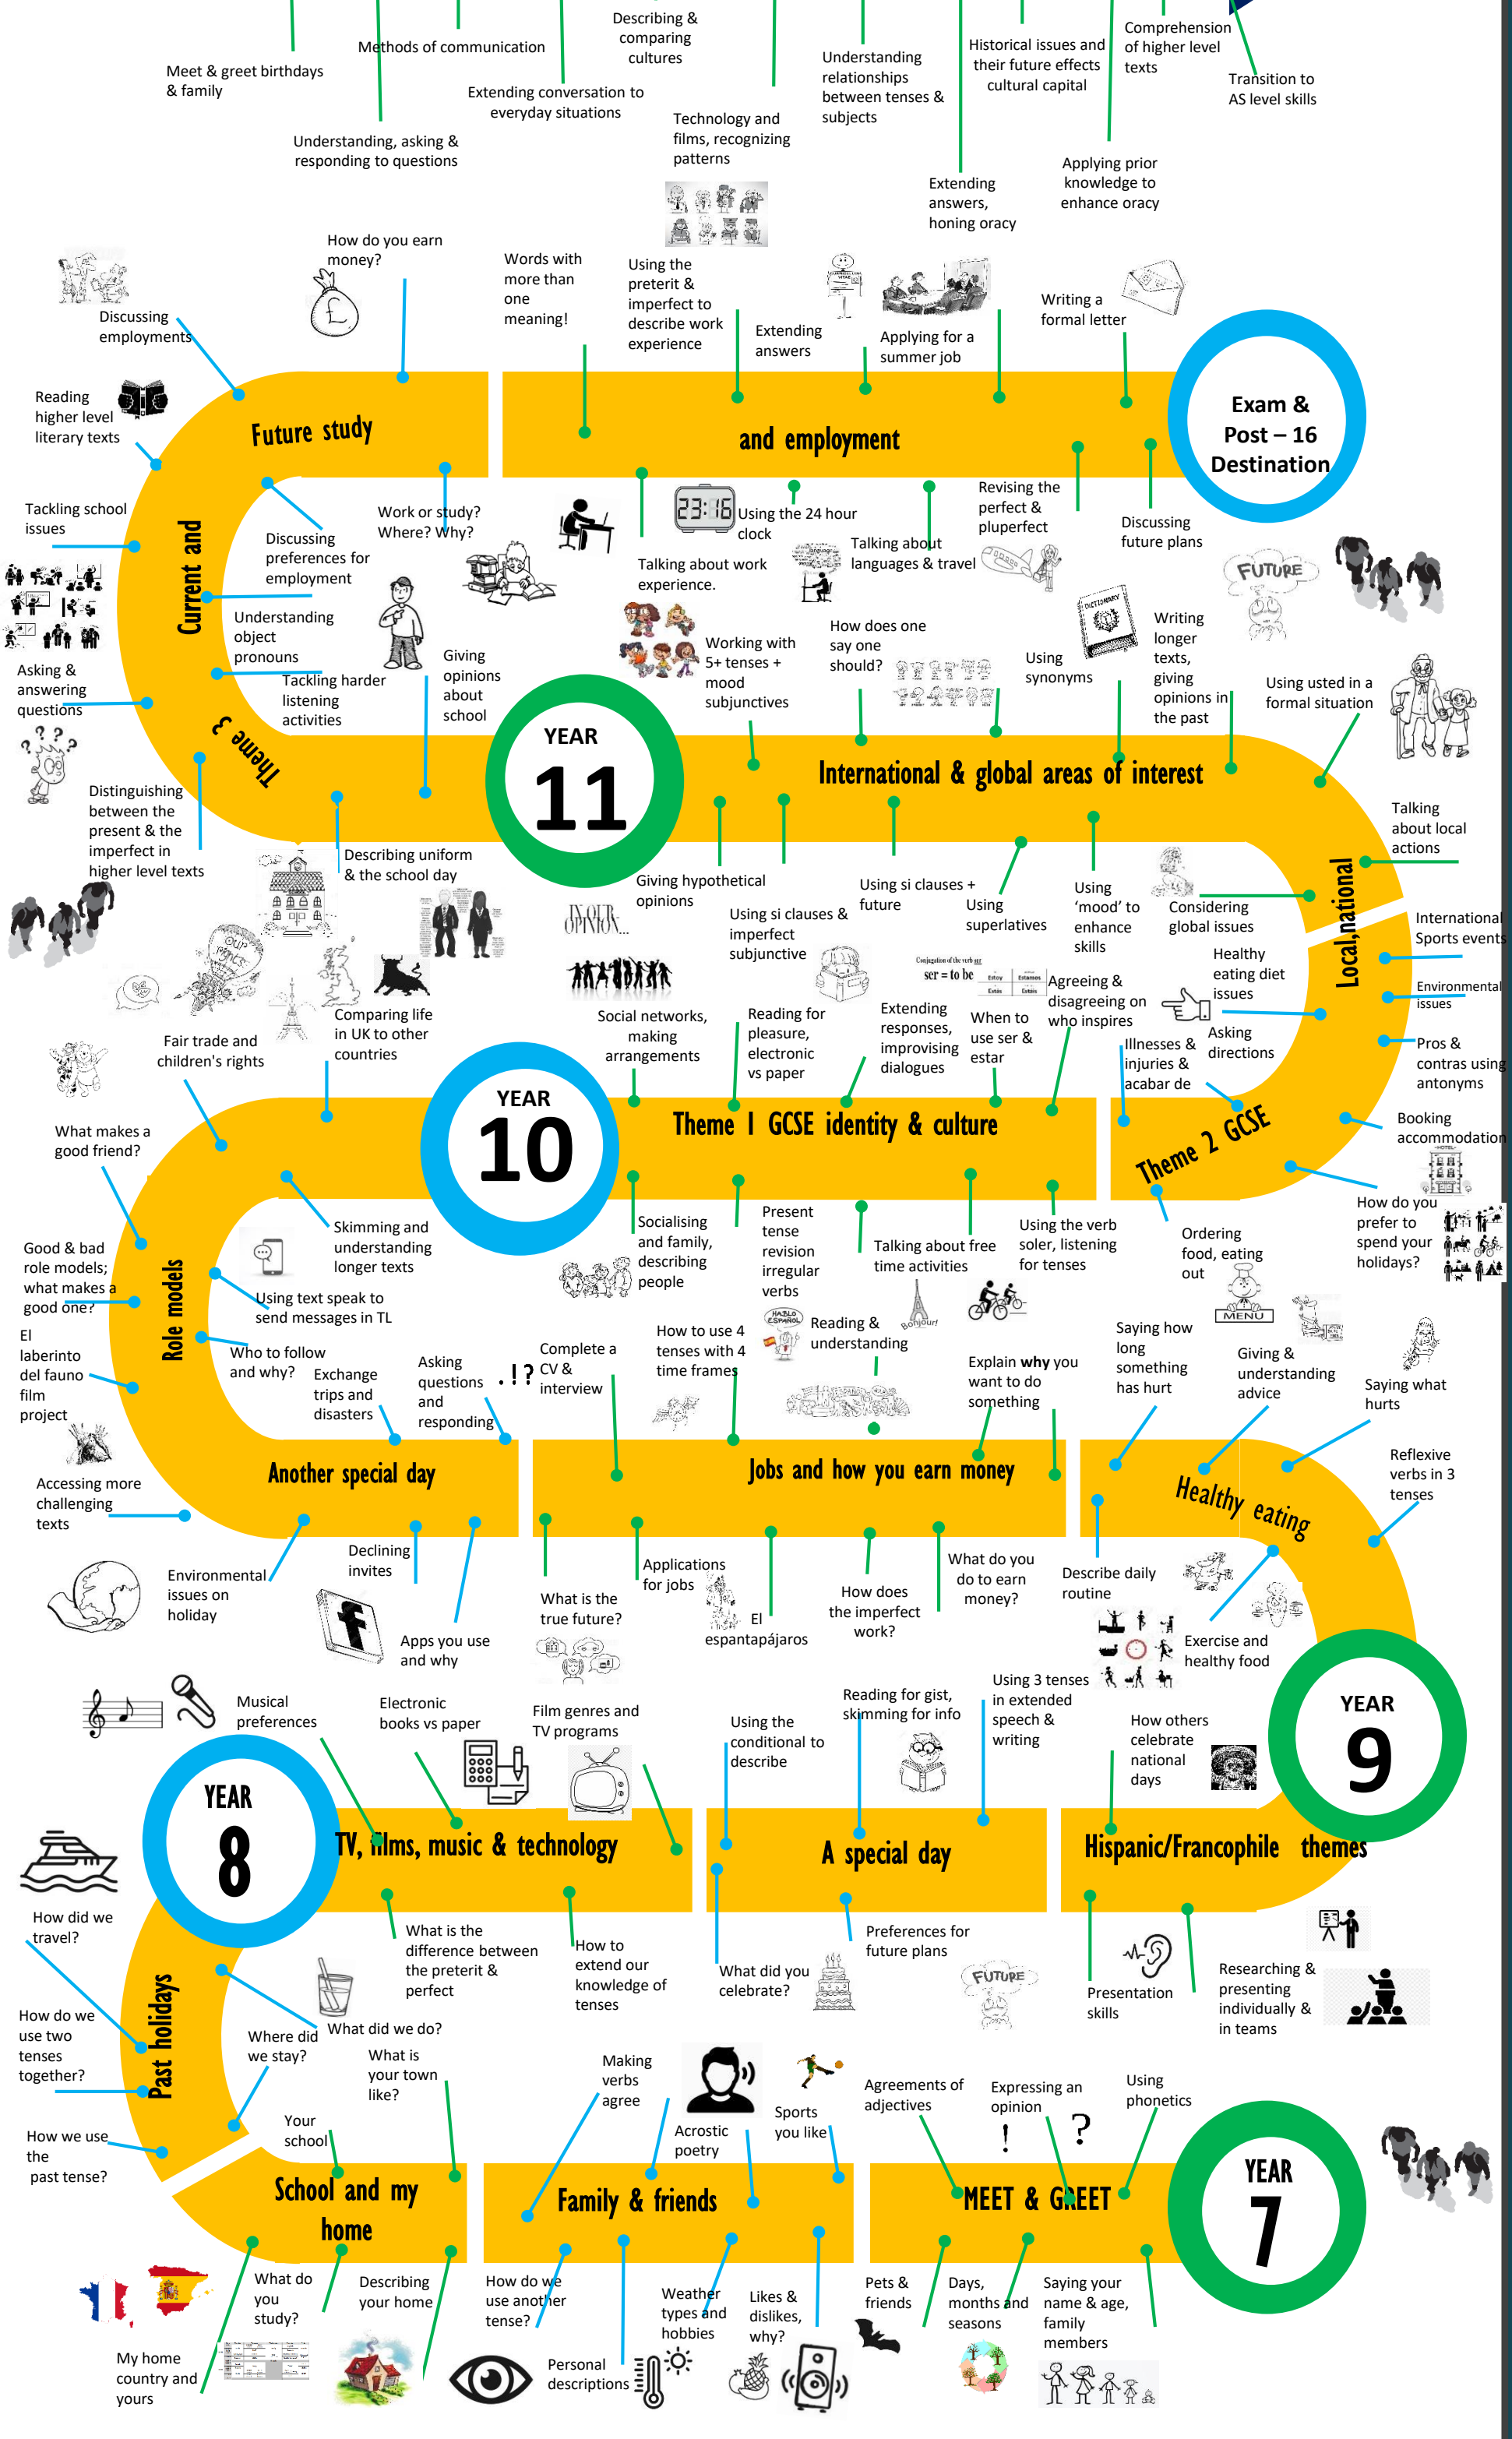 Describing &
comparing
cultures
Methods of communication
Meet & greet birthdays
& family
Extending conversation to
everyday situations
Understanding, asking &
responding to questions
Technology and
films, recognizing
patterns
Understanding
relationships
between tenses &
subjects
Historical issues and
their future effects
cultural capital
Comprehension
of higher level
texts
Transition to
AS level skills
Extending
answers,
honing oracy
Applying prior
knowledge to
enhance oracy
How do you earn
money?
Words with
more than
one
meaning!
Using the
preterit &
imperfect to
describe work
experience
Extending
answers
Applying for a
summer job
Writing a
formal letter
Discussing
employments
Reading
higher level
literary texts
Future study
and employment
Exam &
Post – 16
Destination
Tackling school
issues
Current and
Theme 3
Discussing
preferences for
employment
Work or study?
Where? Why?
23:16
Using the 24 hour
clock
Talking about work
experience.
Talking about
languages & travel
Revising the
perfect &
pluperfect
Discussing
future plans
FUTURE
Understanding
object
pronouns
Asking &
answering
questions
Tackling harder
listening
activities
Giving
opinions
about
school
Working with
5+ tenses +
mood
subjunctives
How does one
say one
should?
Using
synonyms
DICTIONARY
Writing
longer
texts,
giving
opinions in
the past
Using usted in a
formal situation
YEAR
11
International & global areas of interest
Distinguishing
between the
present & the
imperfect in
higher level texts
Describing uniform
& the school day
Talking
about local
actions
Local,national
Giving hypothetical
opinions
IN OUR
OPINION...
Using si clauses &
imperfect
subjunctive
Using si clauses +
future
Using
superlatives
Using
‘mood’ to
enhance
skills
Considering
global issues
International
Sports events
Healthy
eating diet
issues
Environmental
issues
Asking
directions
Pros &
contras using
antonyms
Booking
accommodation
HOTEL
How do you
prefer to
spend your
holidays?
Comparing life
in UK to other
countries
Fair trade and
children's rights
Social networks,
making
arrangements
Reading for
pleasure,
electronic
vs paper
Extending
responses,
improvising
dialogues
Conjugation of the verb ser
ser = to be
Estoy
Estamos
Estás
Estáis
When to
use ser &
estar
Agreeing &
disagreeing on
who inspires
Illnesses &
injuries &
acabar de
What makes a
good friend?
YEAR
10
Theme 1 GCSE identity & culture
Theme 2 GCSE
Skimming and
understanding
longer texts
Socialising
and family,
describing
people
Present
tense
revision
irregular
verbs
Talking about free
time activities
Using the verb
soler, listening
for tenses
Ordering
food, eating
out
MENU
Good & bad
role models;
what makes a
good one?
Role models
Using text speak to
send messages in TL
Who to follow
and why?
El
laberinto
del fauno
film
project
Exchange
trips and
disasters
Asking
questions
and
responding
.!?
Complete a
CV &
interview
How to use 4
tenses with 4
time frames
HABLO
ESPAÑOL
Reading &
understanding
Bonjour!
Explain why you
want to do
something
Saying how
long
something
has hurt
Giving &
understanding
advice
Saying what
hurts
Reflexive
verbs in 3
tenses
Accessing more
challenging
texts
Another special day
Jobs and how you earn money
Healthy eating
Environmental
issues on
holiday
Declining
invites
f
Apps you use
and why
What is the
true future?
Applications
for jobs
El
espantapájaros
How does
the imperfect
work?
What do you
do to earn
money?
Describe daily
routine
Exercise and
healthy food
Musical
preferences
Electronic
books vs paper
Film genres and
TV programs
Using the
conditional to
describe
Reading for gist,
skimming for info
Using 3 tenses
in extended
speech &
writing
How others
celebrate
national
days
YEAR
9
YEAR
8
TV, films, music & technology
A special day
Hispanic/Francophile themes
How did we
travel?
What is the
difference between
the preterit &
perfect
How to
extend our
knowledge of
tenses
What did you
celebrate?
Preferences for
future plans
FUTURE
Presentation
skills
Researching &
presenting
individually &
in teams
Past holidays
How do we
use two
tenses
together?
Where did
we stay?
What did we do?
What is
your town
like?
How we use
the
past tense?
Your
school
Making
verbs
agree
Acrostic
poetry
Sports
you like
Agreements of
adjectives
Expressing an
opinion
!
?
Using
phonetics
School and my
home
Family & friends
MEET & GREET
YEAR
7
My home
country and
yours
What do
you
study?
Describing
your home
How do we
use another
tense?
Personal
descriptions
Weather
types and
hobbies
Likes &
dislikes,
why?
Pets &
friends
Days,
months and
seasons
Saying your
name & age,
family
members